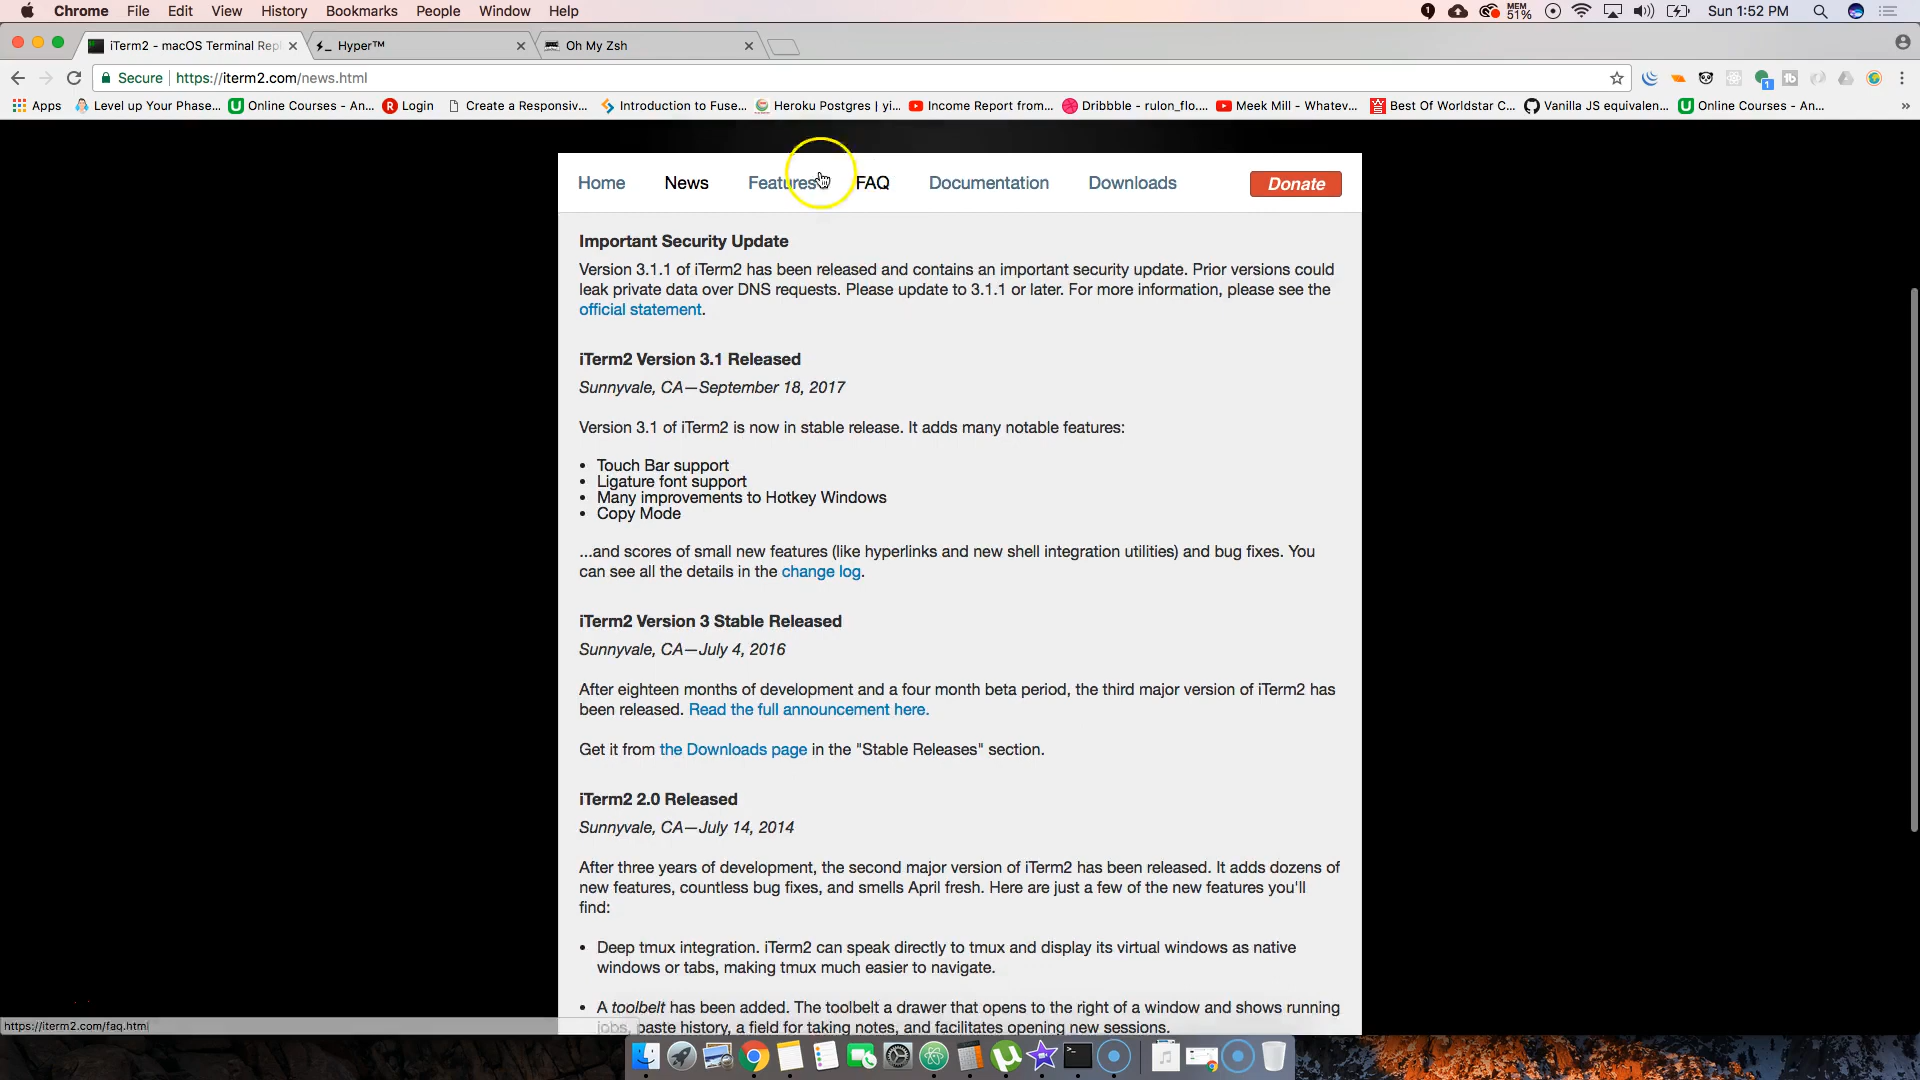 Chrome File Edit View History Bookmarks People Window Help MEM 51% Sun 1:52 PM
iTerm2 - macOS Terminal Repl Hyper™ Oh My Zsh
Secure https://iterm2.com/news.html
Apps Level up Your Phase... Online Courses - An... Login Create a Responsiv... Introduction to Fuse... Heroku Postgres | yi... Income Report from... Dribbble - rulon_flo... Meek Mill - Whatev... Best Of Worldstar C... Vanilla JS equivalen... Online Courses - An... »
Home News Features FAQ Documentation Downloads Donate
Important Security Update
Version 3.1.1 of iTerm2 has been released and contains an important security update. Prior versions could
leak private data over DNS requests. Please update to 3.1.1 or later. For more information, please see the
official statement.
iTerm2 Version 3.1 Released
Sunnyvale, CA—September 18, 2017
Version 3.1 of iTerm2 is now in stable release. It adds many notable features:
• Touch Bar support
• Ligature font support
• Many improvements to Hotkey Windows
• Copy Mode
...and scores of small new features (like hyperlinks and new shell integration utilities) and bug fixes. You
can see all the details in the change log.
iTerm2 Version 3 Stable Released
Sunnyvale, CA—July 4, 2016
After eighteen months of development and a four month beta period, the third major version of iTerm2 has
been released. Read the full announcement here.
Get it from the Downloads page in the "Stable Releases" section.
iTerm2 2.0 Released
Sunnyvale, CA—July 14, 2014
After three years of development, the second major version of iTerm2 has been released. It adds dozens of
new features, countless bug fixes, and smells April fresh. Here are just a few of the new features you'll
find:
• Deep tmux integration. iTerm2 can speak directly to tmux and display its virtual windows as native
windows or tabs, making tmux much easier to navigate.
• A toolbelt has been added. The toolbelt a drawer that opens to the right of a window and shows running
jobs, paste history, a field for taking notes, and facilitates opening new sessions.
https://iterm2.com/faq.html